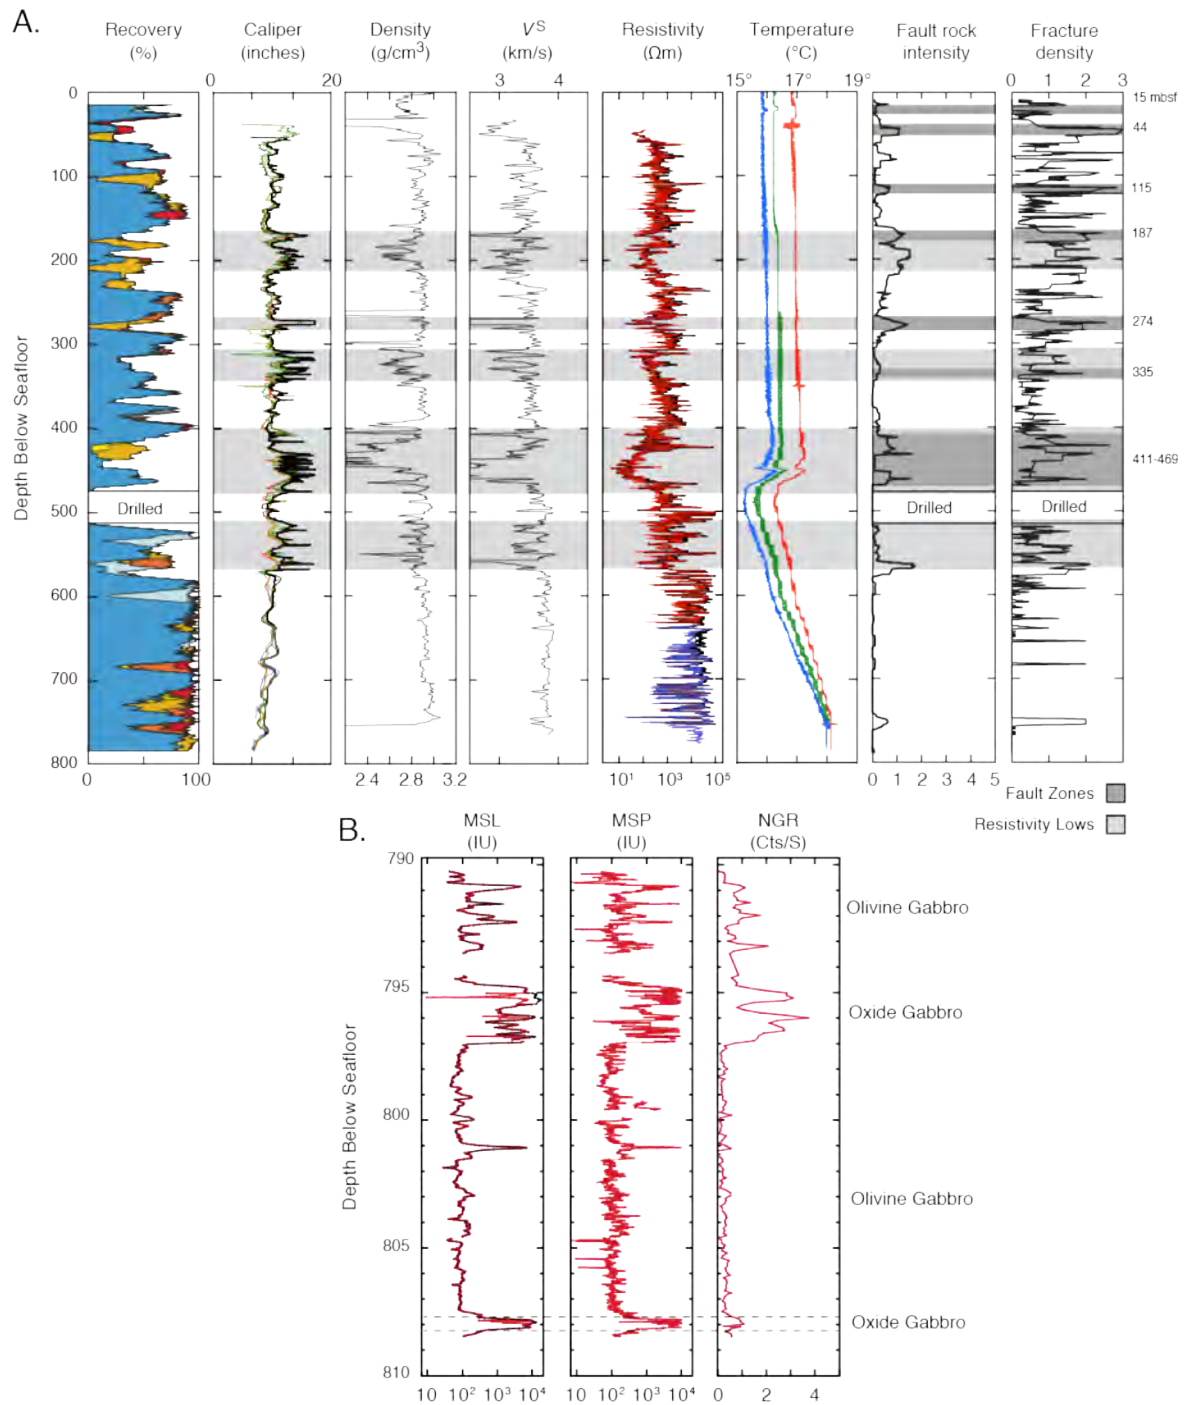 A.
Recovery
(%)
Caliper
(inches)
Density
(g/cm³)
Vˢ
(km/s)
Resistivity
(Ωm)
Temperature
(°C)
Fault rock
intensity
Fracture
density
0 20
3 4
15° 17° 19°
0 1 2 3
0
100
200
300
400
500
600
700
800
Depth Below Seafloor
15 mbsf
44
115
187
274
335
411-469
Drilled
Drilled
Drilled
0 100
2.4 2.8 3.2
10¹ 10³ 10⁵
0 1 2 3 4 5
Fault Zones
Resistivity Lows
B.
MSL
(IU)
MSP
(IU)
NGR
(Cts/S)
790
795
800
805
810
Depth Below Seafloor
Olivine Gabbro
Oxide Gabbro
Olivine Gabbro
Oxide Gabbro
10 10² 10³ 10⁴
10 10² 10³ 10⁴
0 2 4